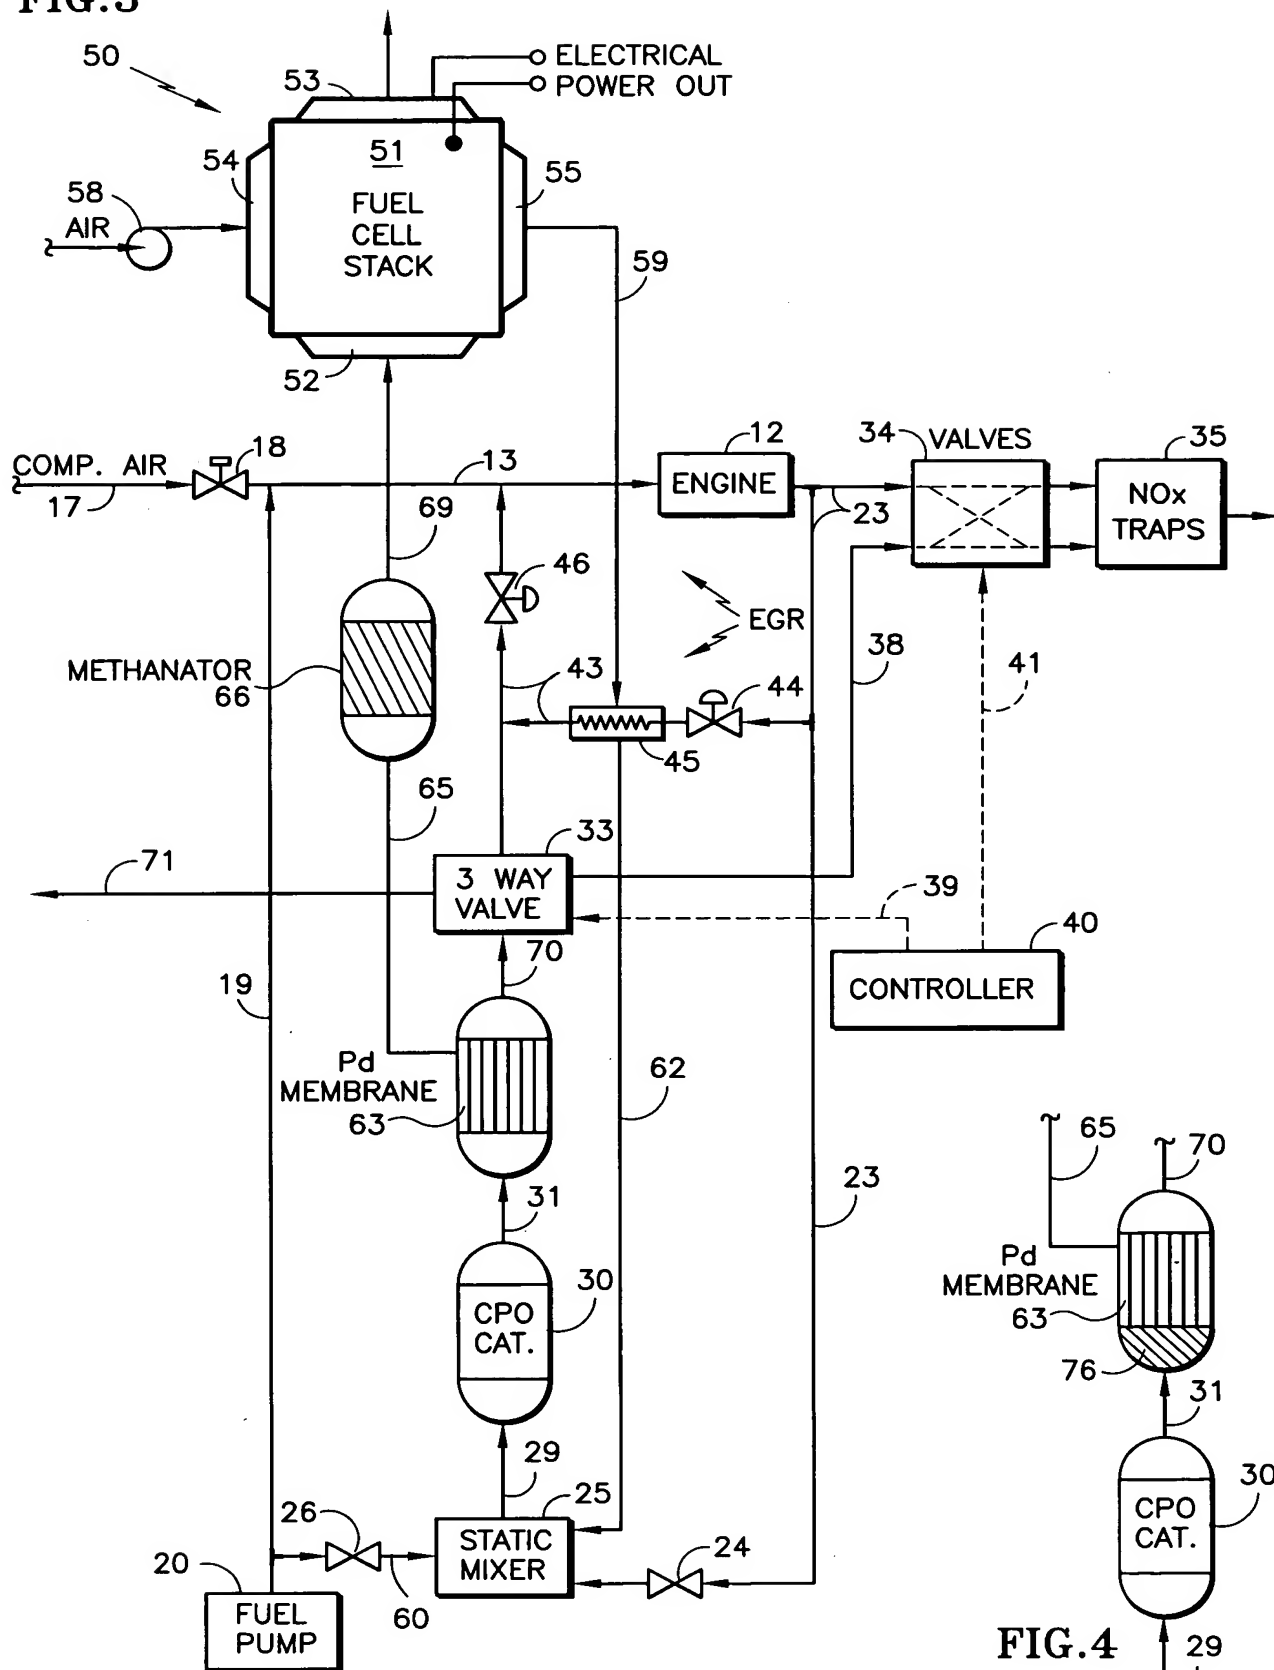 FIG.3
50
53
ELECTRICAL
POWER OUT
54
51
55
58
AIR
FUEL
CELL
STACK
59
52
COMP. AIR
17
18
13
12
ENGINE
34
VALVES
35
NOx
TRAPS
23
69
46
EGR
38
41
METHANATOR
66
43
44
45
65
33
71
3 WAY
VALVE
39
40
CONTROLLER
70
19
Pd
MEMBRANE
63
62
23
31
30
CPO
CAT.
29
25
26
STATIC
MIXER
24
20
60
FUEL
PUMP
65
70
Pd
MEMBRANE
63
76
31
30
CPO
CAT.
FIG.4
29